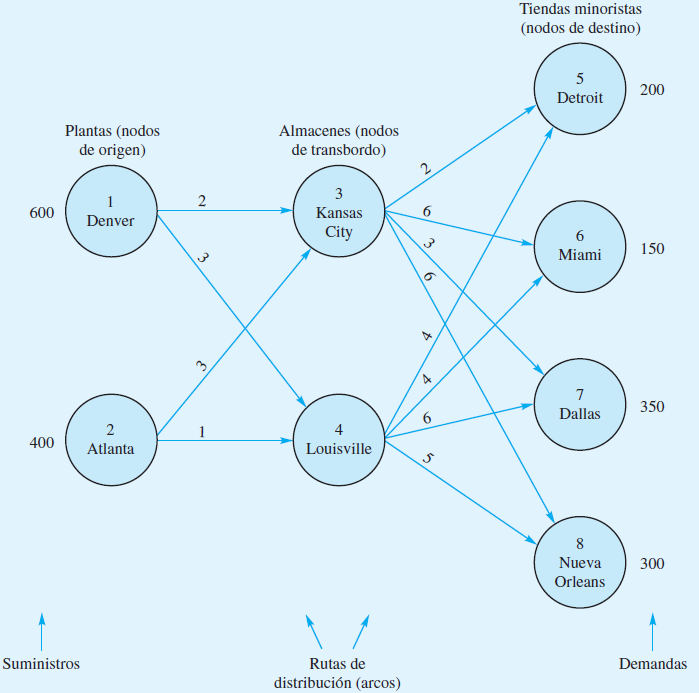 Tiendas minoristas
(nodos de destino)
5
Detroit
200
Plantas (nodos
de origen)
Almacenes (nodos
de transbordo)
1
Denver
600
2
3
3
Kansas
City
2
6
3
6
6
Miami
150
3
1
2
Atlanta
400
4
Louisville
4
4
6
5
7
Dallas
350
8
Nueva
Orleans
300
Suministros
Rutas de
distribución (arcos)
Demandas